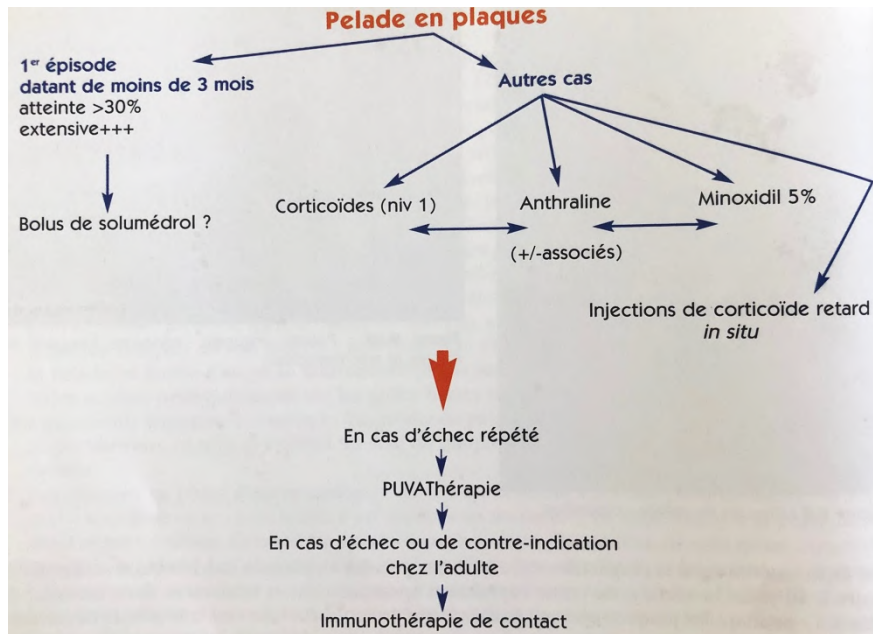 Pelade en plaques
1er épisode
datant de moins de 3 mois
atteinte >30%
extensive+++
Autres cas
Bolus de solumédrol ?
Corticoïdes (niv 1)
Anthraline
Minoxidil 5%
(+/-associés)
Injections de corticoïde retard
in situ
En cas d'échec répété
PUVAThérapie
En cas d'échec ou de contre-indication
chez l'adulte
Immunothérapie de contact